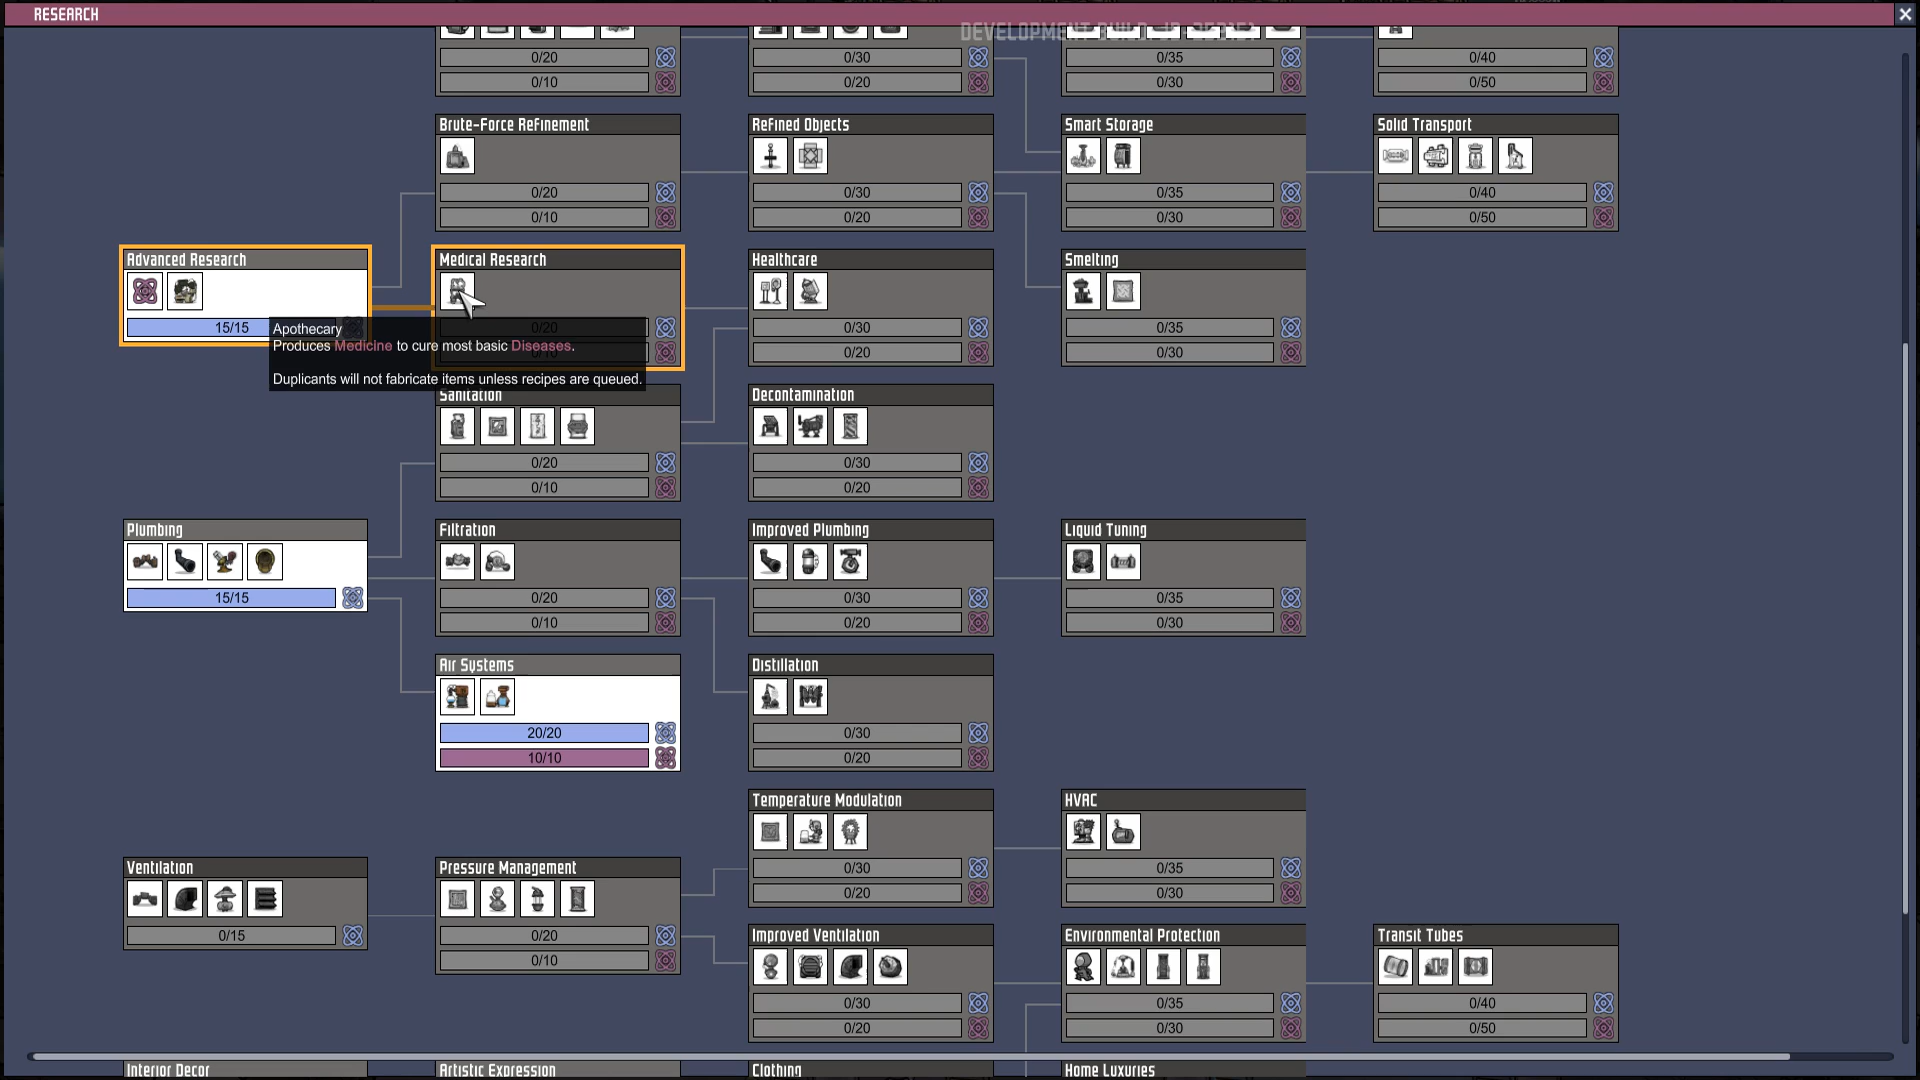 RESEARCH
0/20
0/30
0/35
0/40
0/10
0/20
0/30
0/50
Brute-Force Refinement
Refined Objects
Smart Storage
Solid Transport
0/20
0/30
0/35
0/40
0/10
0/20
0/30
0/50
Advanced Research
Medical Research
Healthcare
Smelting
15/15
0/20
0/30
0/35
0/10
0/20
0/30
Apothecary
Produces Medicine to cure most basic Diseases.
Duplicants will not fabricate items unless recipes are queued.
Sanitation
Decontamination
0/20
0/30
0/10
0/20
Plumbing
Filtration
Improved Plumbing
Liquid Tuning
15/15
0/20
0/30
0/35
0/10
0/20
0/30
Air Systems
Distillation
20/20
0/30
10/10
0/20
Temperature Modulation
HVAC
0/30
0/35
0/20
0/30
Ventilation
Pressure Management
0/15
0/20
0/10
Improved Ventilation
Environmental Protection
Transit Tubes
0/30
0/35
0/40
0/20
0/30
0/50
Interior Decor
Artistic Expression
Clothing
Home Luxuries